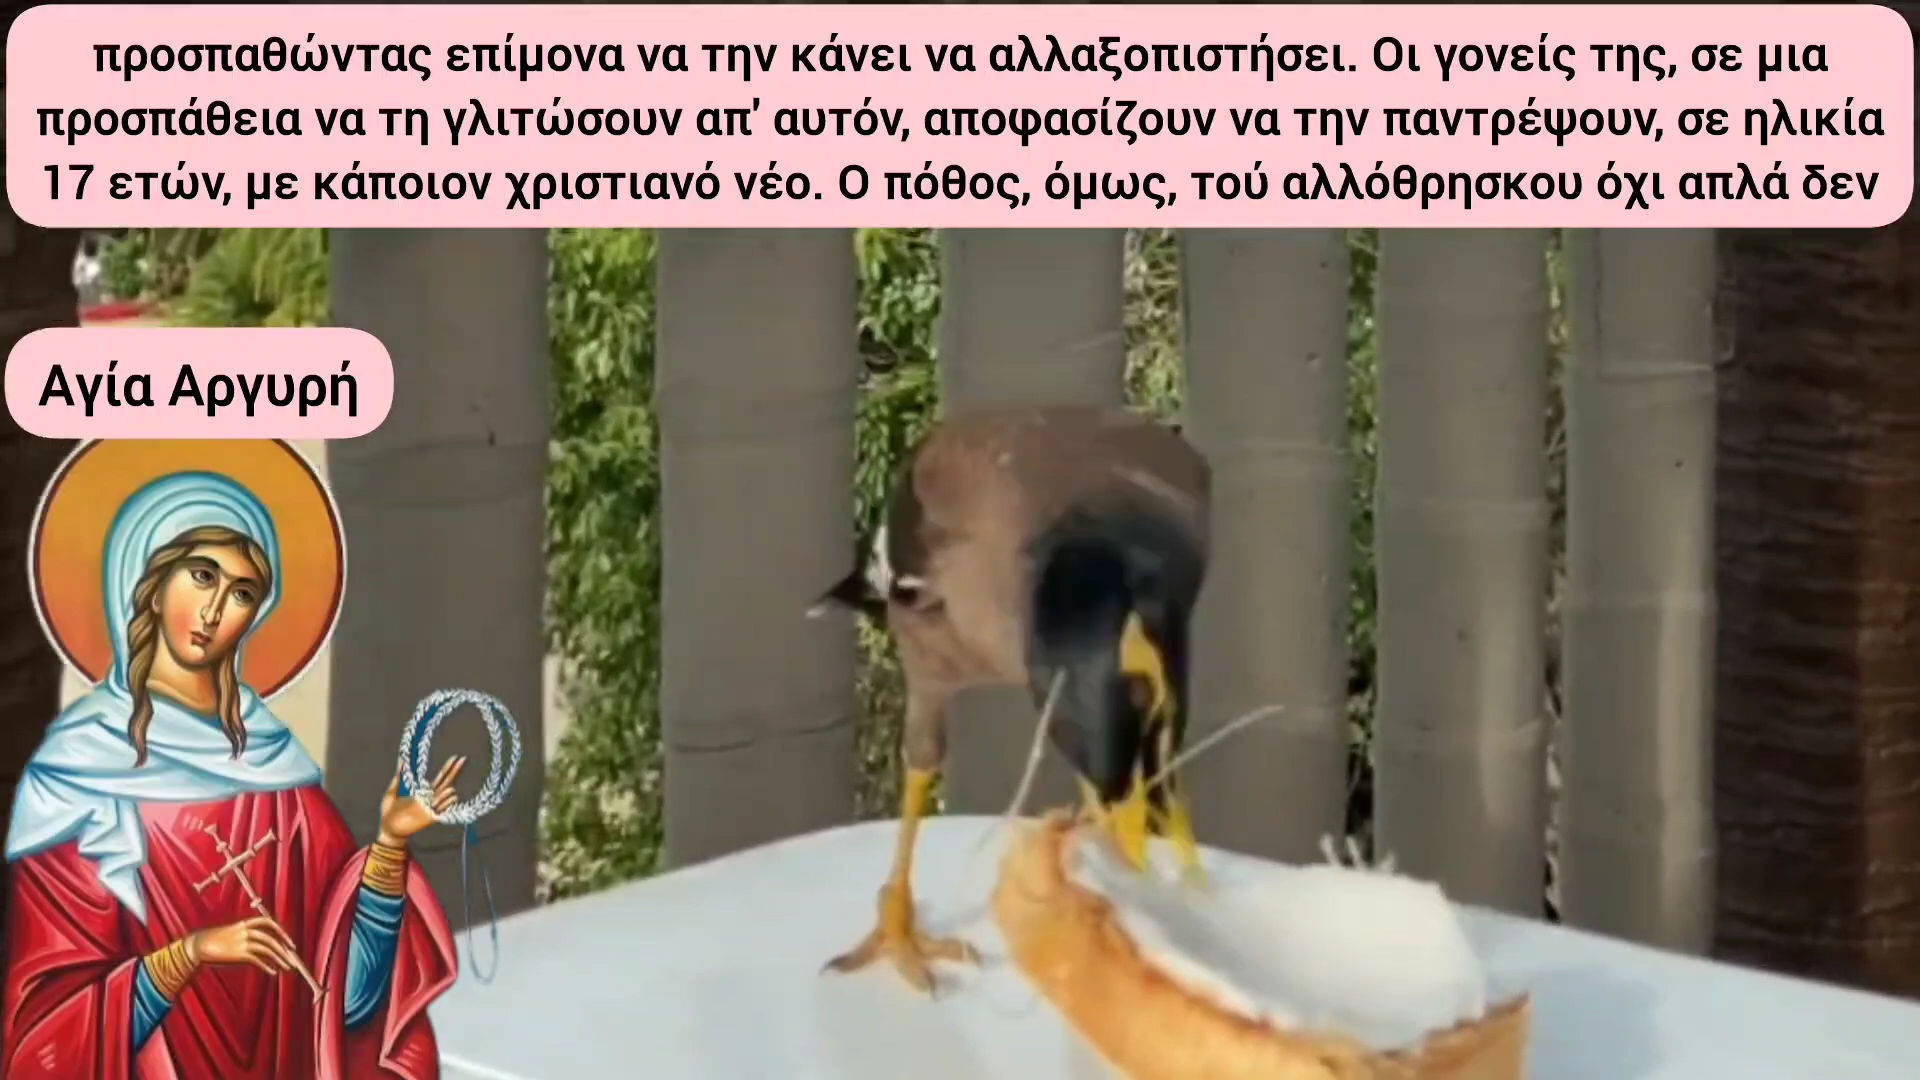 προσπαθώντας επίμονα να την κάνει να αλλαξοπιστήσει. Οι γονείς της, σε μια
προσπάθεια να τη γλιτώσουν απ' αυτόν, αποφασίζουν να την παντρέψουν, σε ηλικία
17 ετών, με κάποιον χριστιανό νέο. Ο πόθος, όμως, τού αλλόθρησκου όχι απλά δεν
Αγία Αργυρή